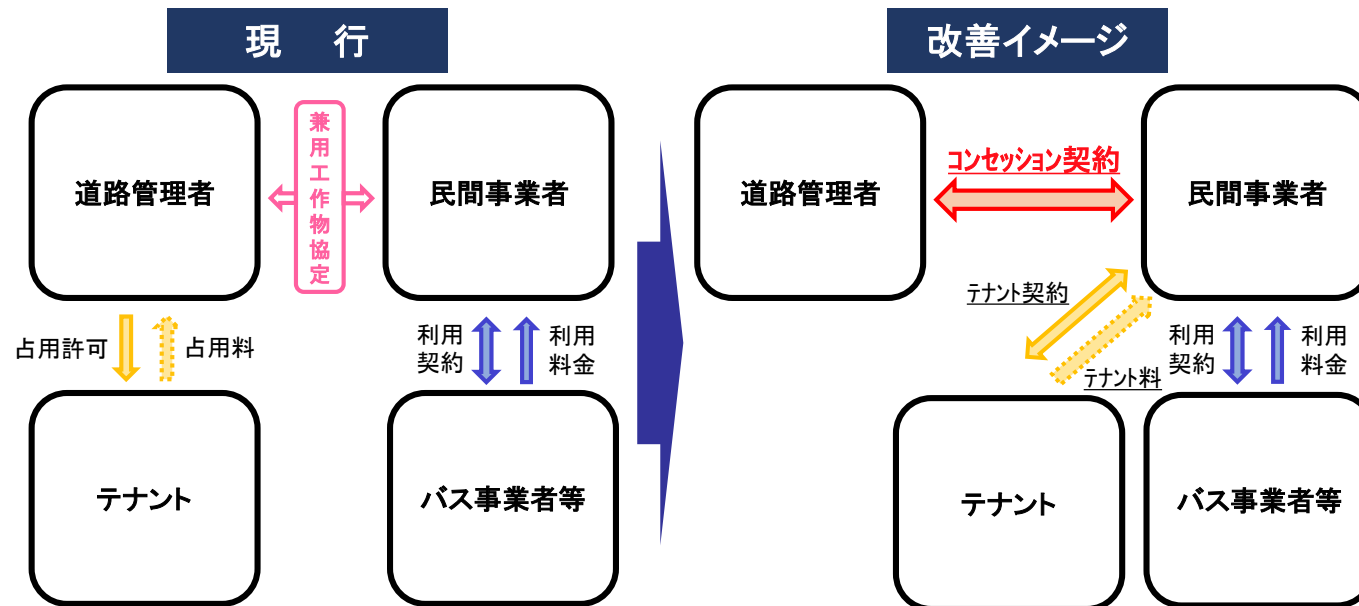 現　行
道路管理者
兼用工作物協定
民間事業者
占用許可
占用料
利用
契約
利用
料金
テナント
バス事業者等
改善イメージ
道路管理者
コンセッション契約
民間事業者
テナント契約
テナント料
利用
契約
利用
料金
テナント
バス事業者等